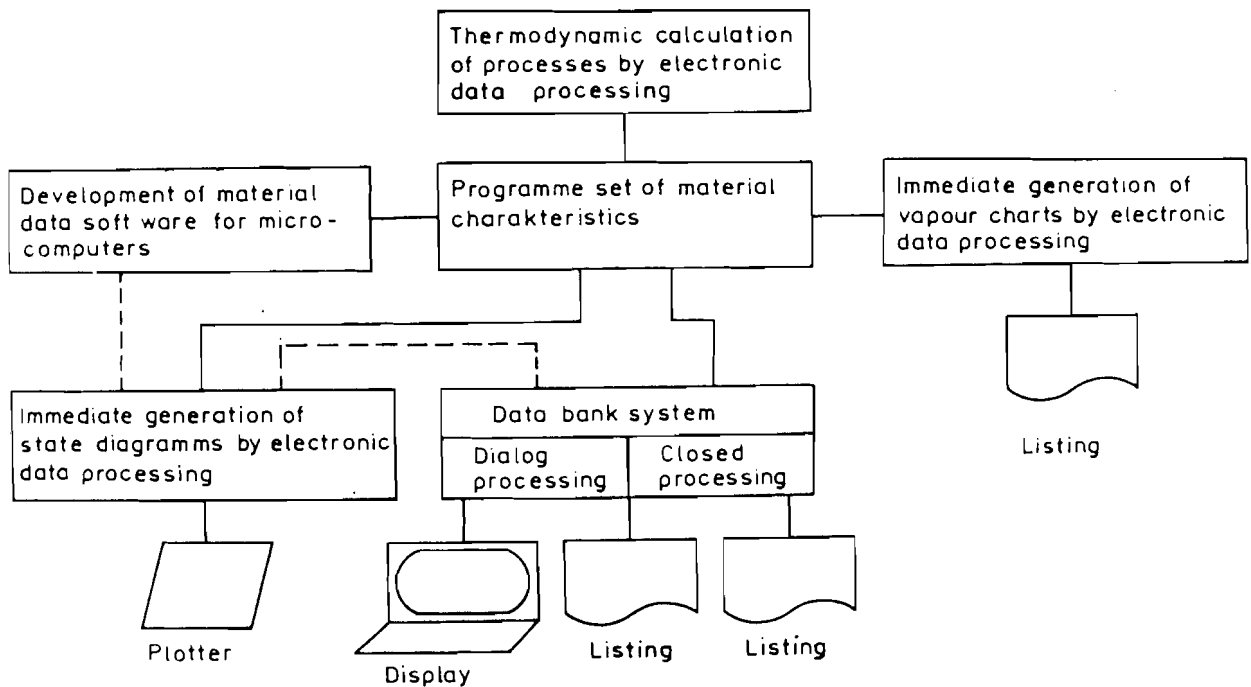 Thermodynamic calculation
of processes by electronic
data processing
Development of material
data soft ware for micro-
computers
Programme set of material
charakteristics
Immediate generation of
vapour charts by electronic
data processing
Listing
Immediate generation of
state diagramms by electronic
data processing
Data bank system
Dialog
processing
Closed
processing
Plotter
Display
Listing
Listing